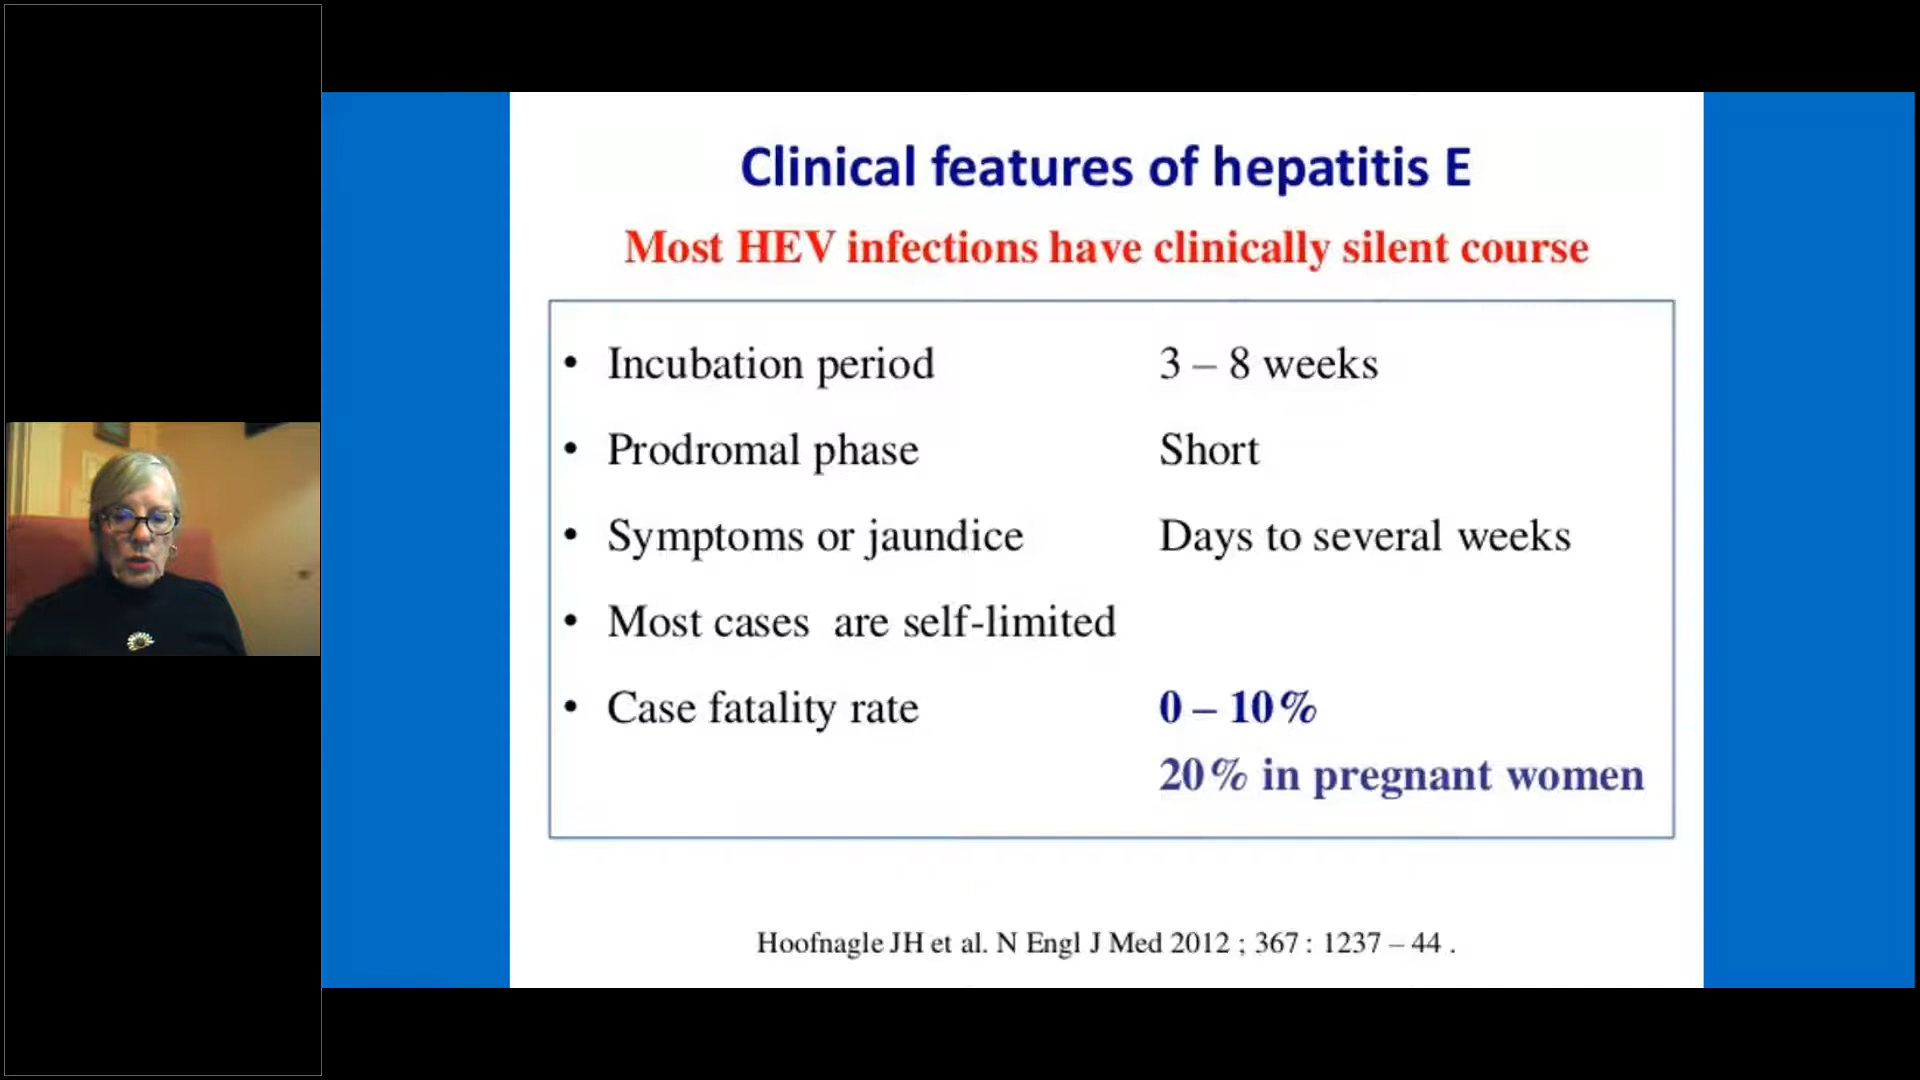 Clinical features of hepatitis E
Most HEV infections have clinically silent course
• Incubation period 3 – 8 weeks
• Prodromal phase Short
• Symptoms or jaundice Days to several weeks
• Most cases are self-limited
• Case fatality rate 0 – 10%
20% in pregnant women
Hoofnagle JH et al. N Engl J Med 2012 ; 367 : 1237 – 44 .